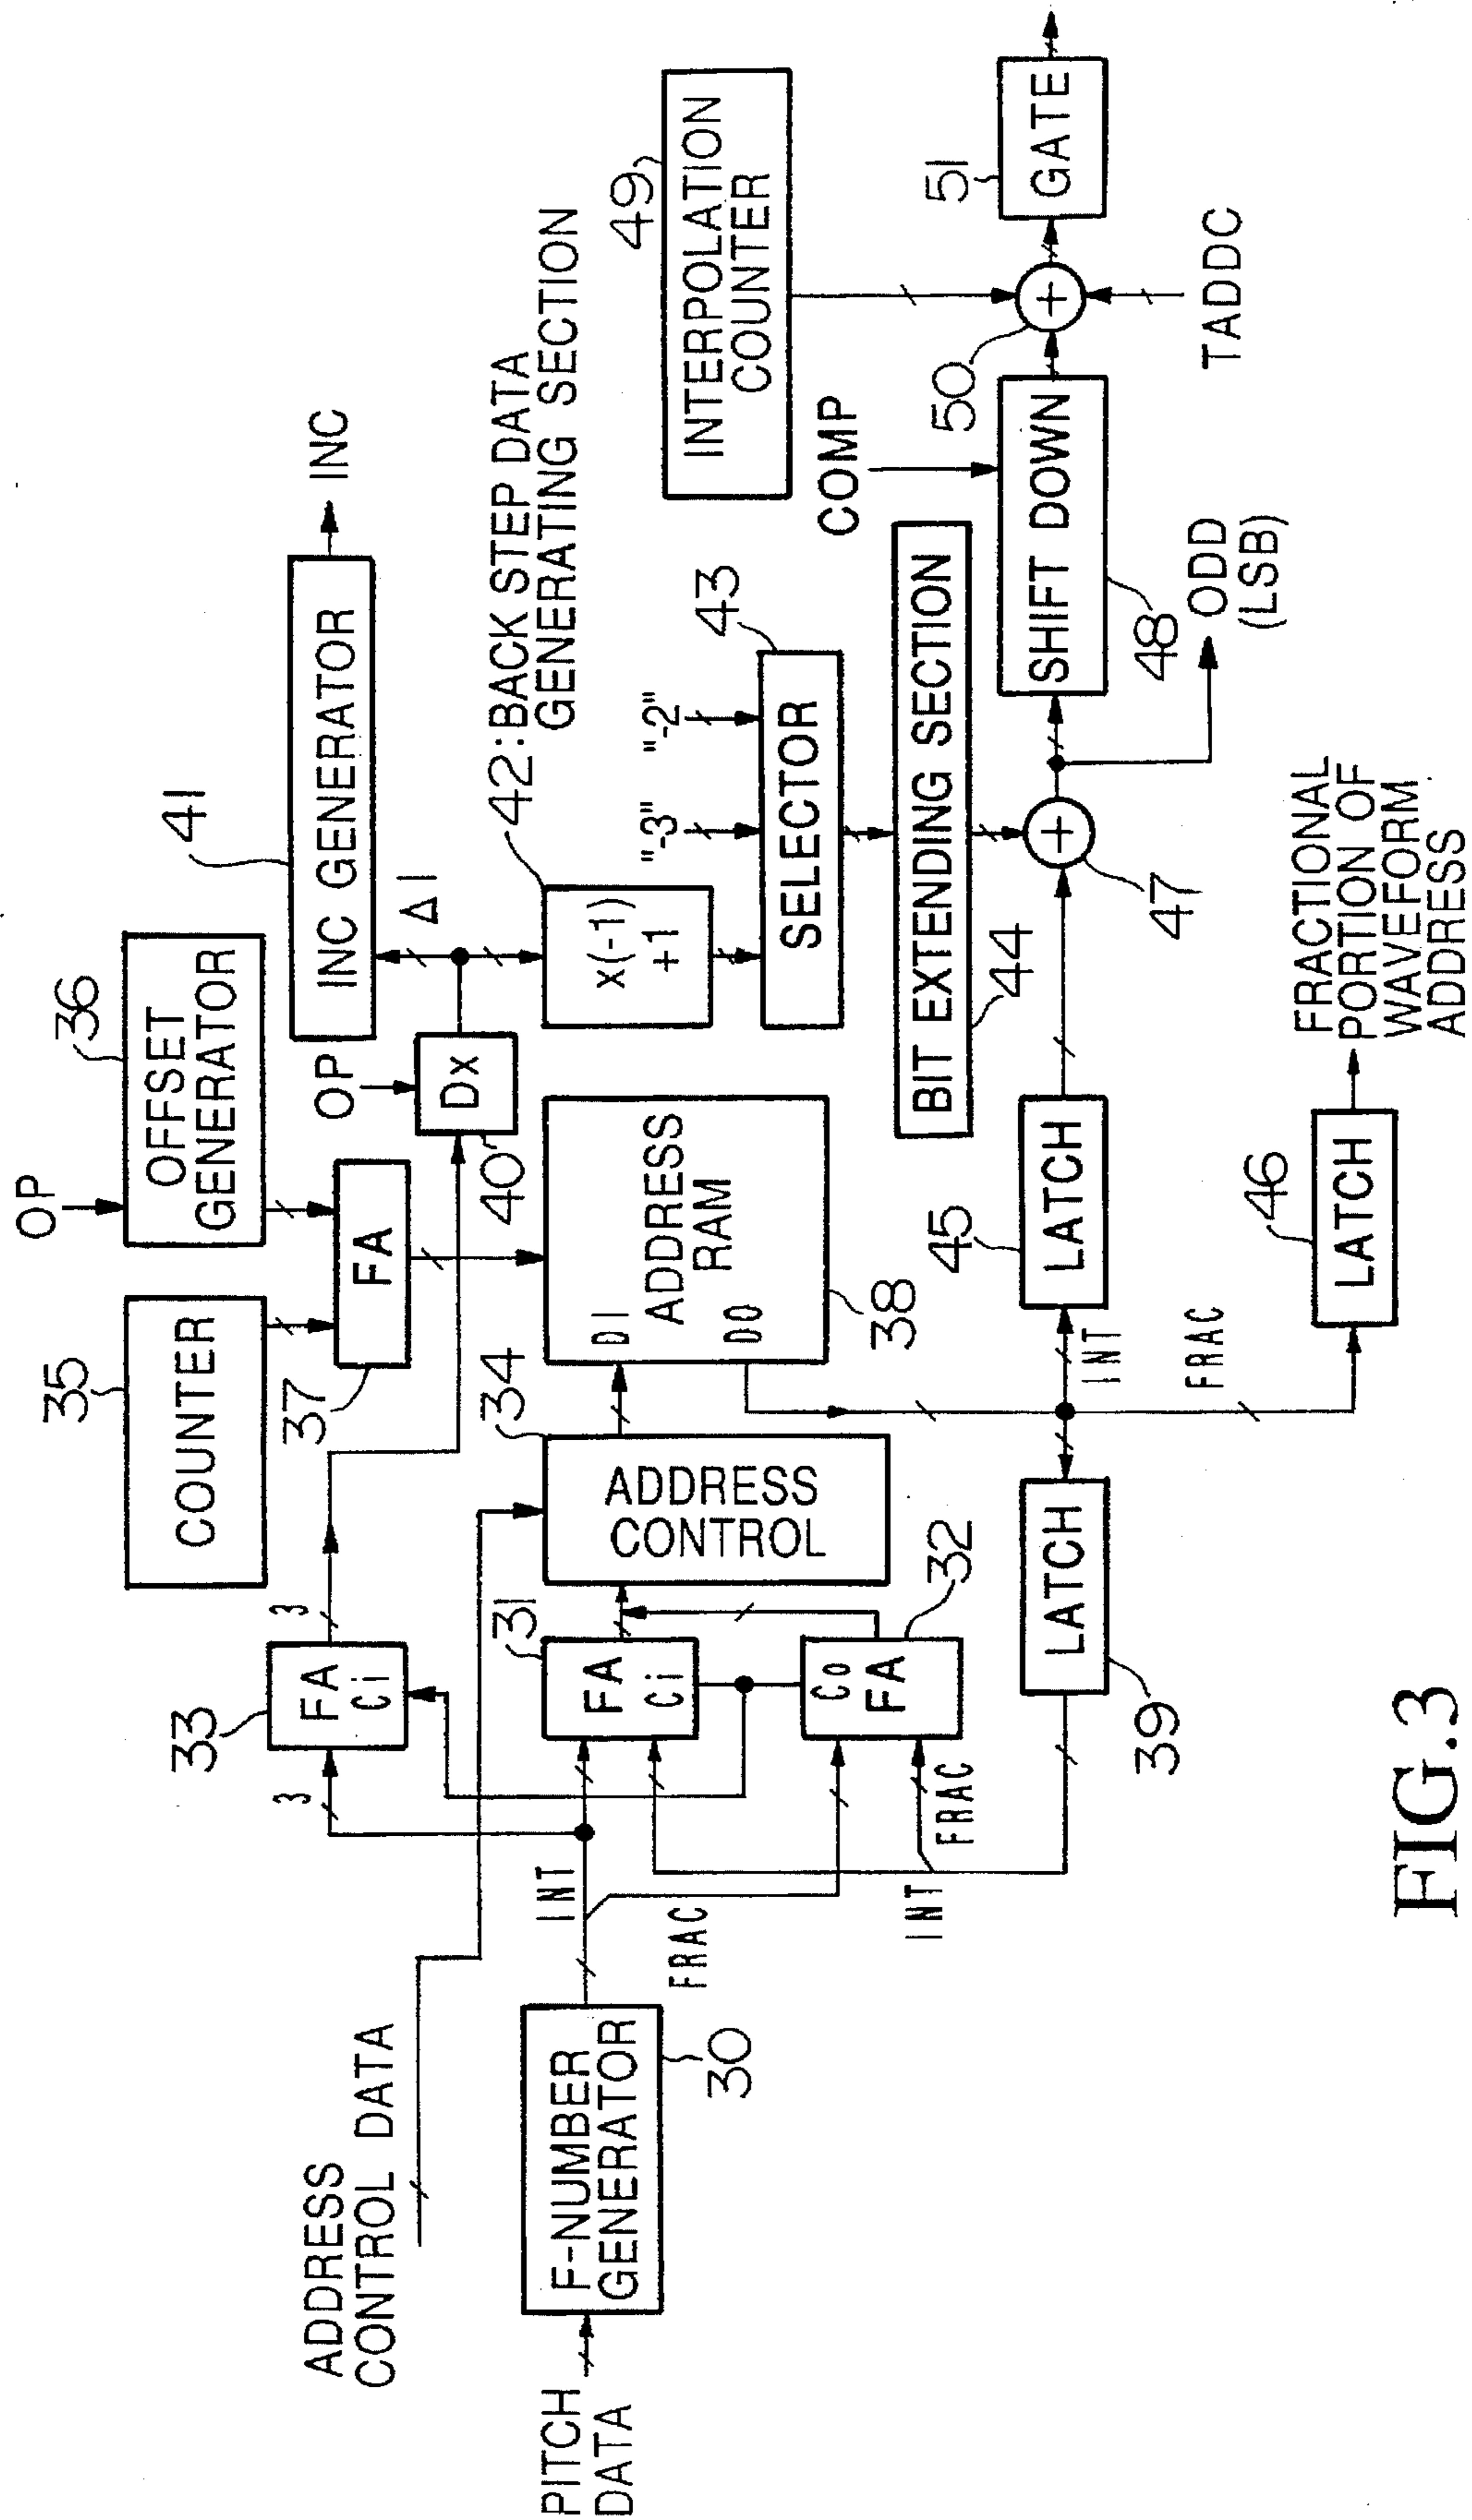 OP
35
COUNTER
36
OFFSET
GENERATOR
41
INC GENERATOR
INC
33
3
FA
Ci
3
37
FA
OP
Dx
40
Δ1
42:BACK STEP DATA
GENERATING SECTION
49
INTERPOLATION
COUNTER
ADDRESS
CONTROL DATA
PITCH
DATA
F-NUMBER
GENERATOR
30
INT
FRAC
31
FA
Ci
34
ADDRESS
CONTROL
DI
ADDRESS
RAM
DO
38
x(-1)
+1
"-3"
"-2"
43
SELECTOR
COMP
Co
FA
32
FRAC
INT
BIT EXTENDING SECTION
44
LATCH
39
INT
45
LATCH
47
+
SHIFT DOWN
48
50
+
51
GATE
TADDC
ODD
(LSB)
FRAC
46
LATCH
FRACTIONAL
PORTION OF
WAVEFORM
ADDRESS
FIG.3